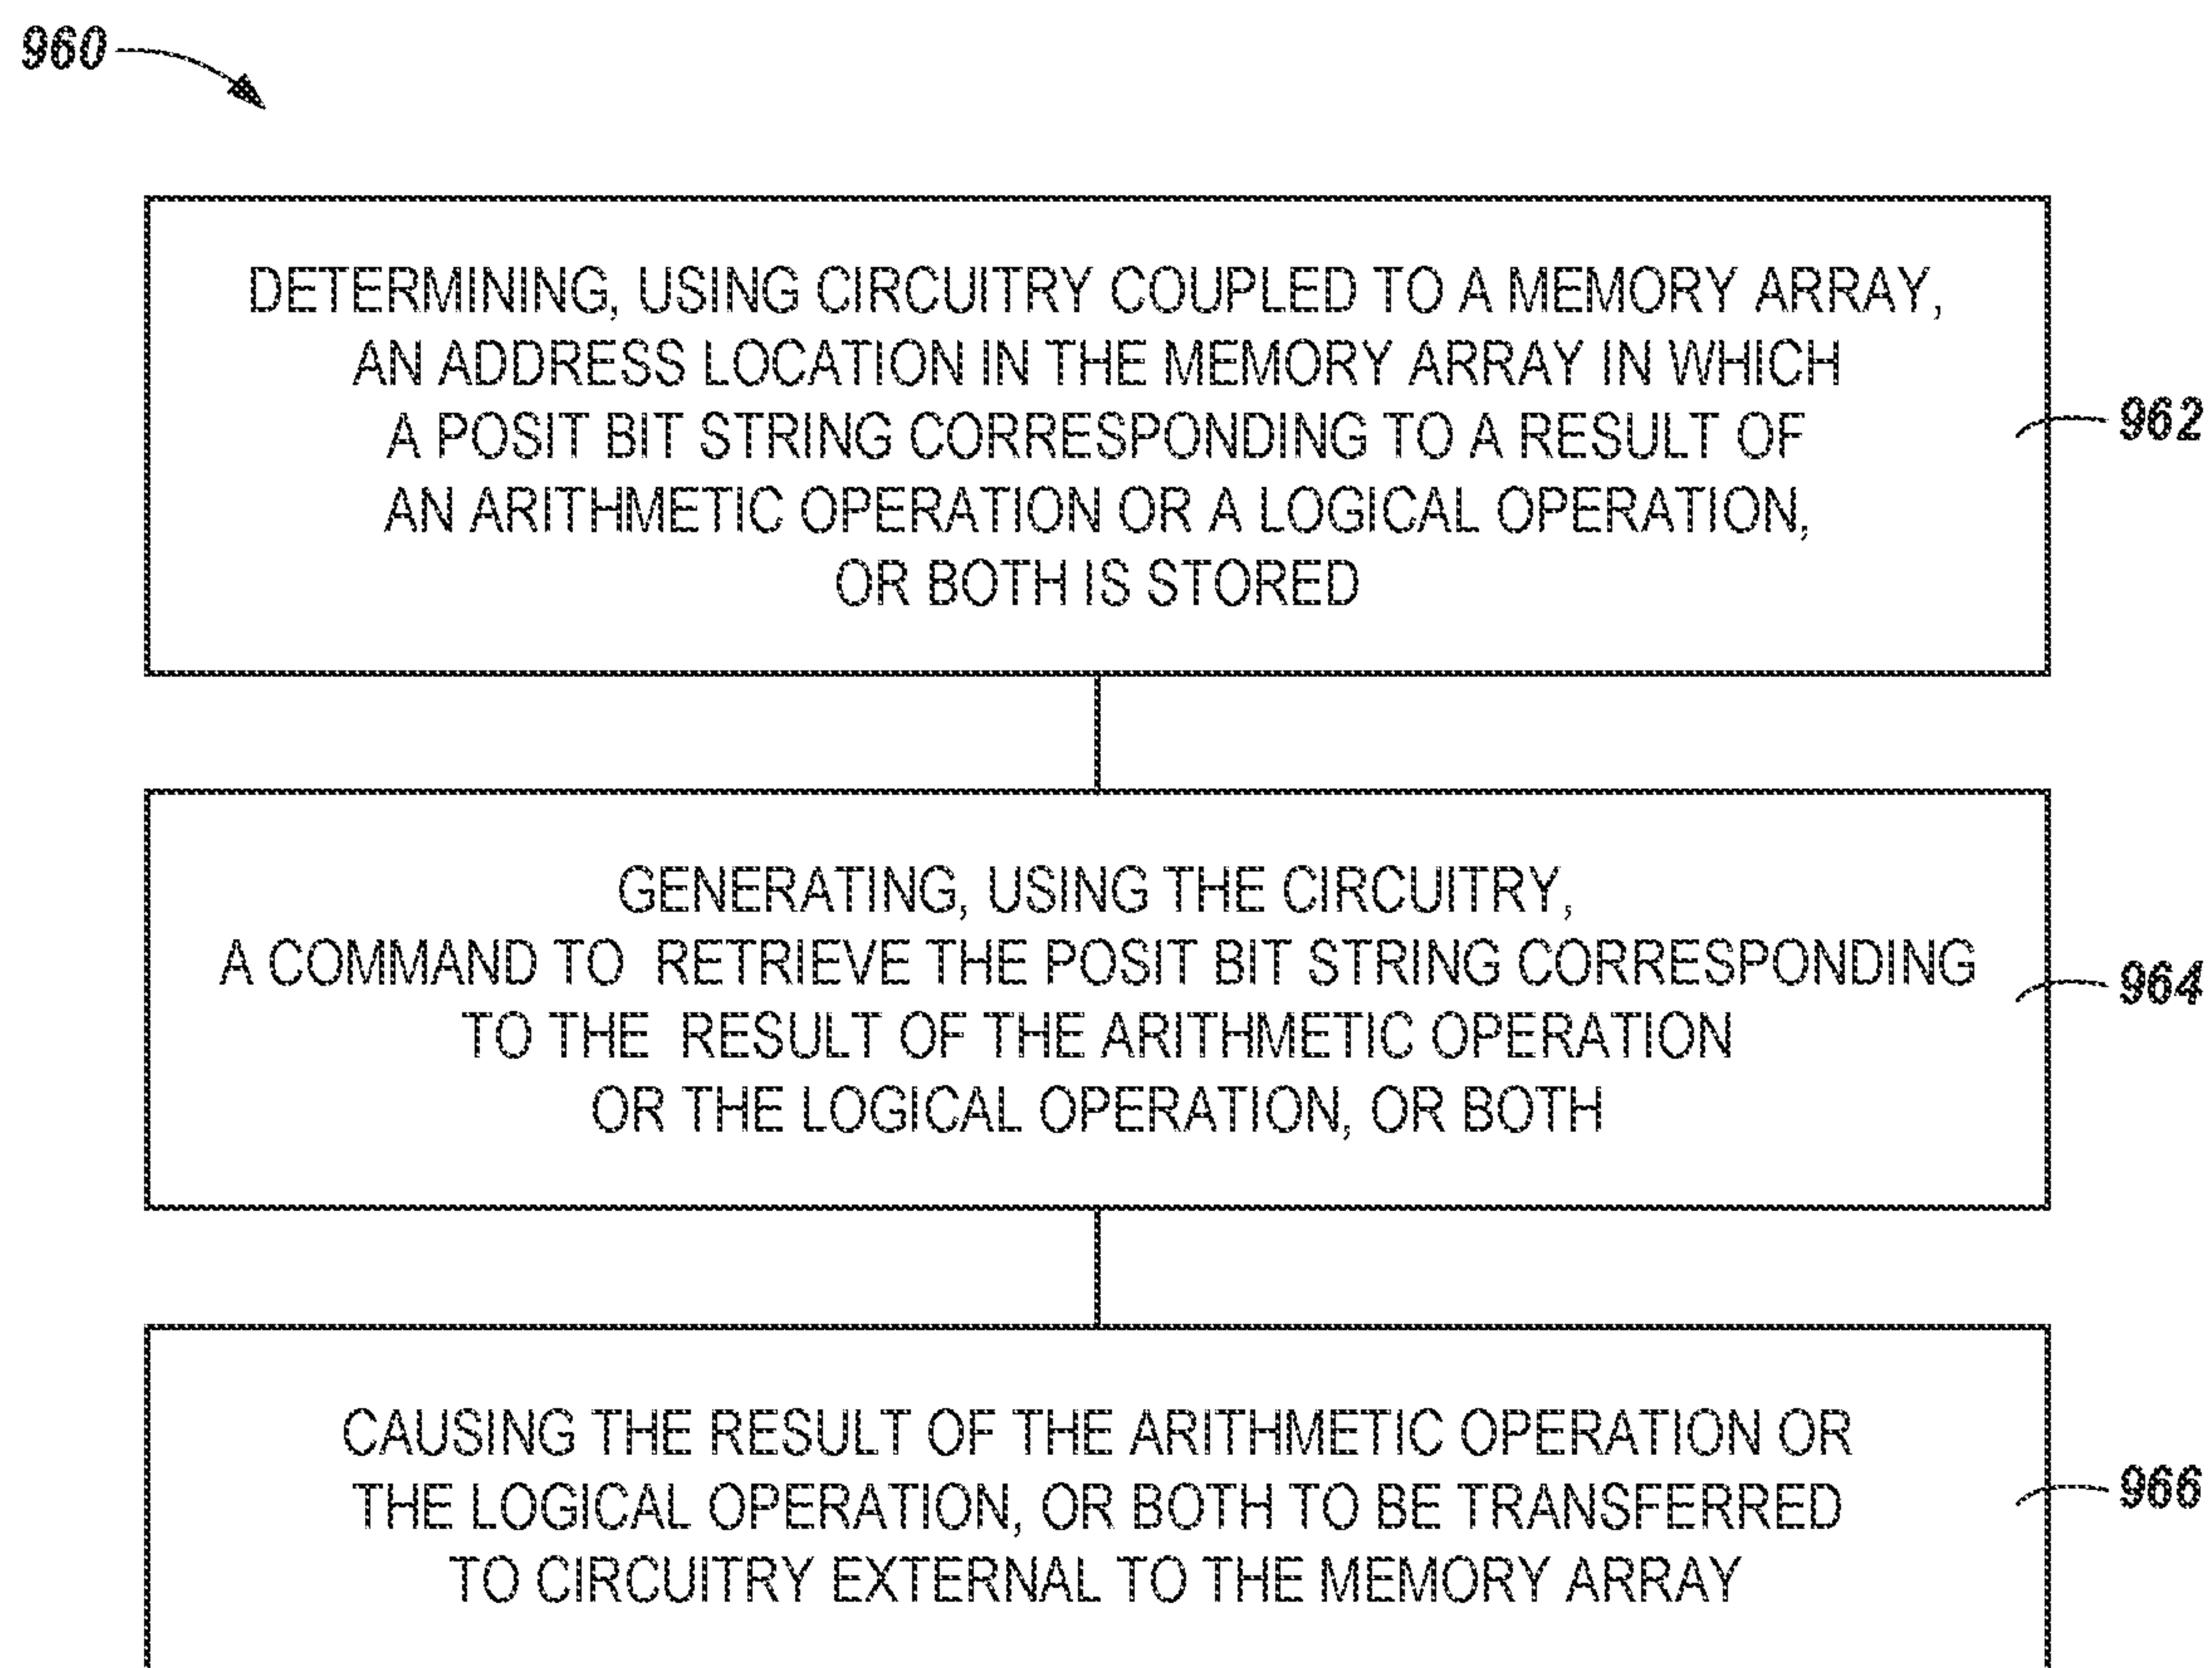 960
DETERMINING, USING CIRCUITRY COUPLED TO A MEMORY ARRAY,
AN ADDRESS LOCATION IN THE MEMORY ARRAY IN WHICH
A POSIT BIT STRING CORRESPONDING TO A RESULT OF
AN ARITHMETIC OPERATION OR A LOGICAL OPERATION,
OR BOTH IS STORED
962
GENERATING, USING THE CIRCUITRY,
A COMMAND TO RETRIEVE THE POSIT BIT STRING CORRESPONDING
TO THE RESULT OF THE ARITHMETIC OPERATION
OR THE LOGICAL OPERATION, OR BOTH
964
CAUSING THE RESULT OF THE ARITHMETIC OPERATION OR
THE LOGICAL OPERATION, OR BOTH TO BE TRANSFERRED
TO CIRCUITRY EXTERNAL TO THE MEMORY ARRAY
966